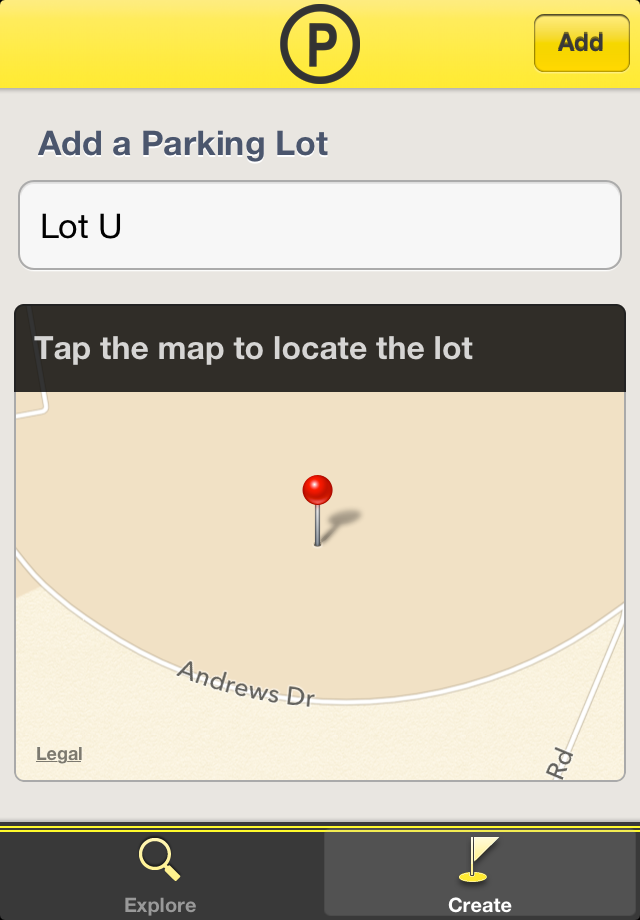 P
Add
Add a Parking Lot
Lot U
Tap the map to locate the lot
Andrews Dr
Rd
Legal
Explore
Create